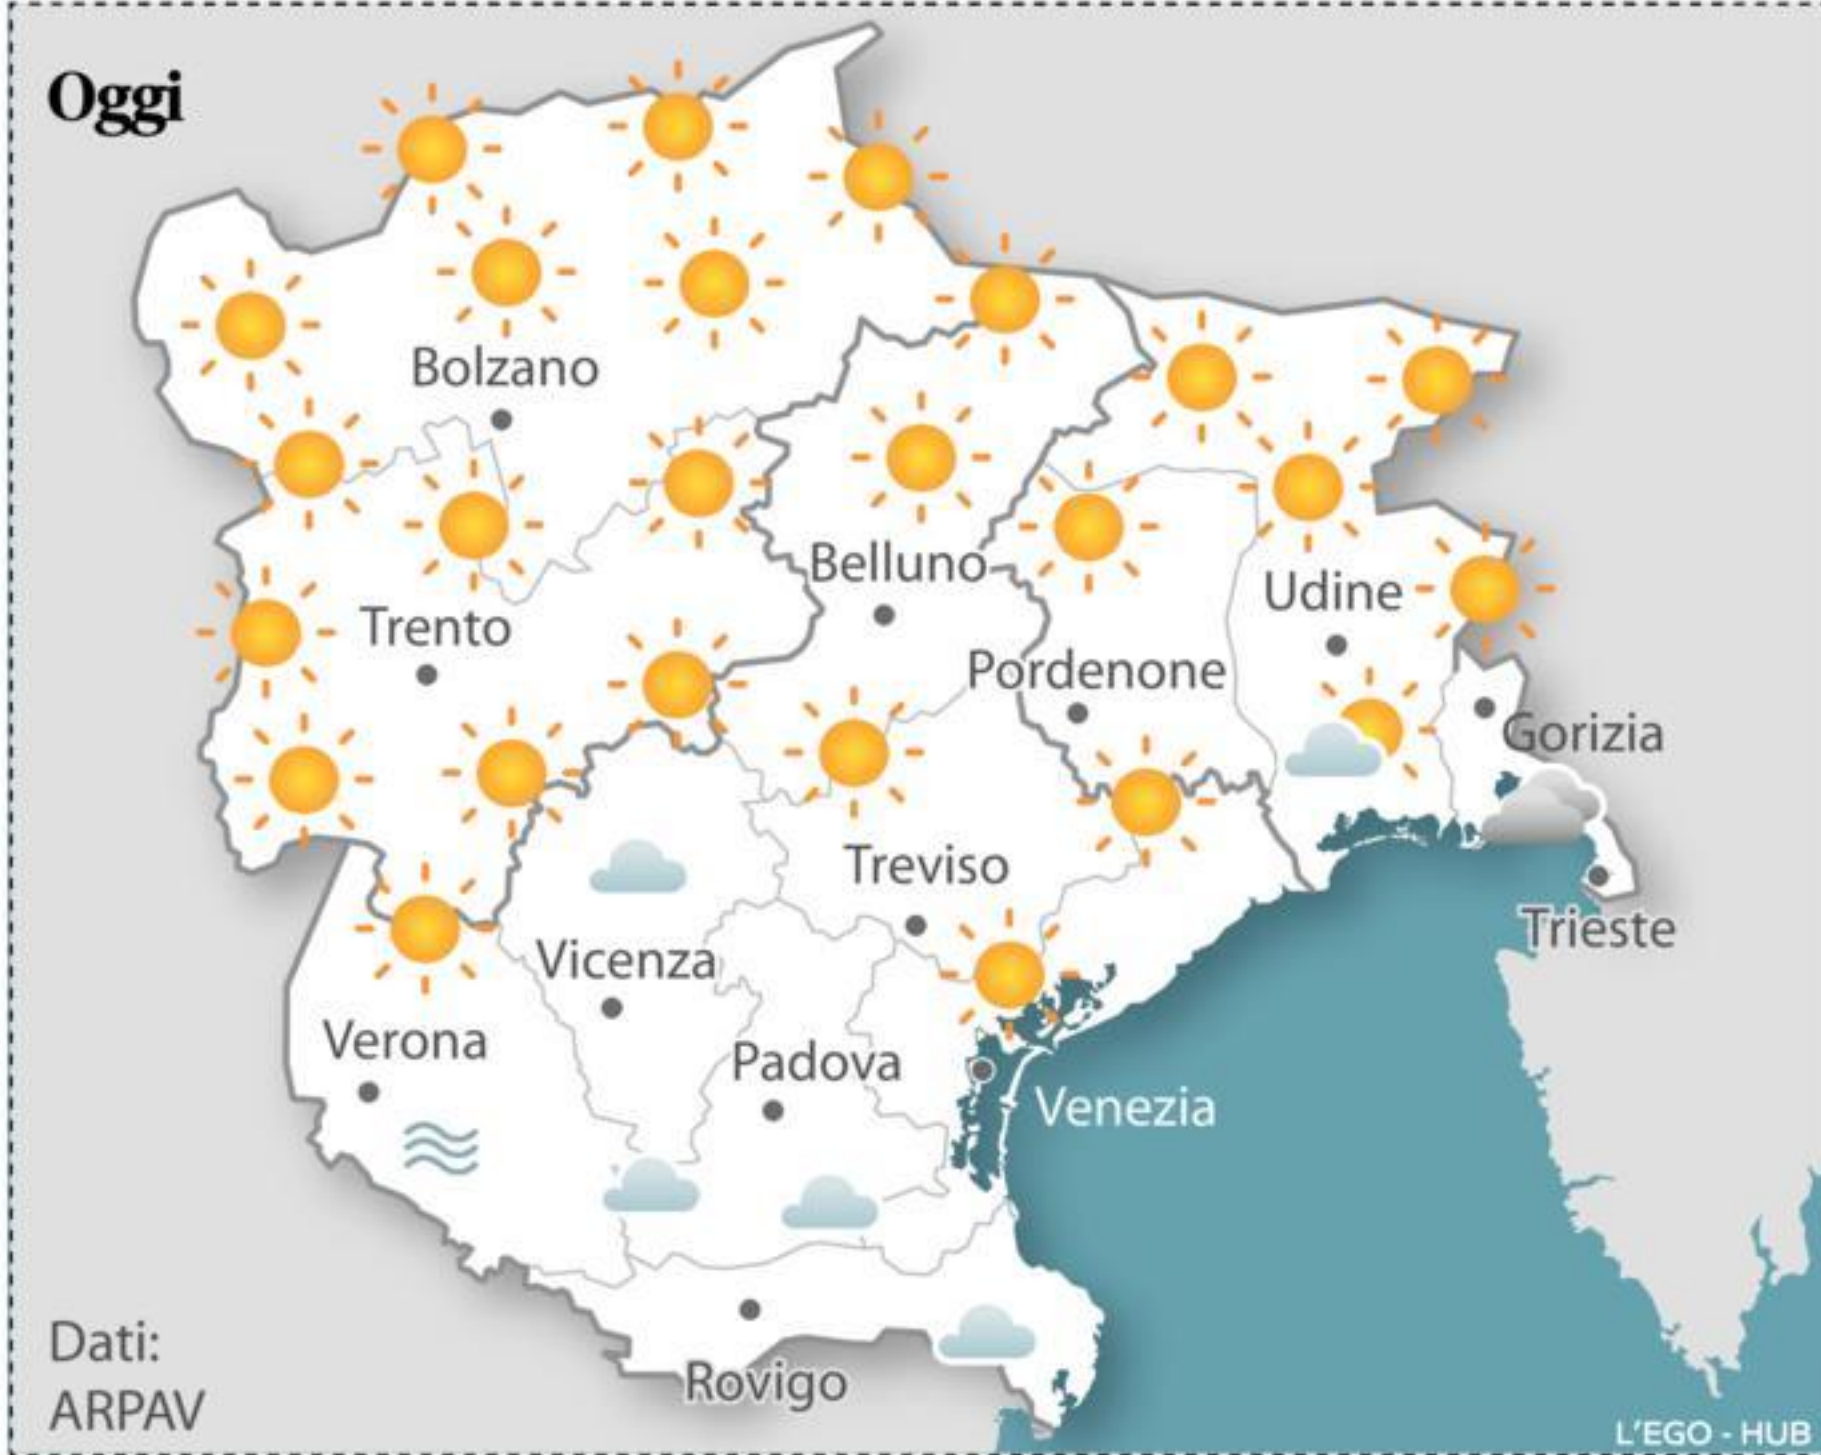 Oggi
Bolzano
Belluno
Udine
Trento
Pordenone
Gorizia
Treviso
Trieste
Vicenza
Verona
Padova
Venezia
Rovigo
Dati:
ARPAV
L'EGO - HUB